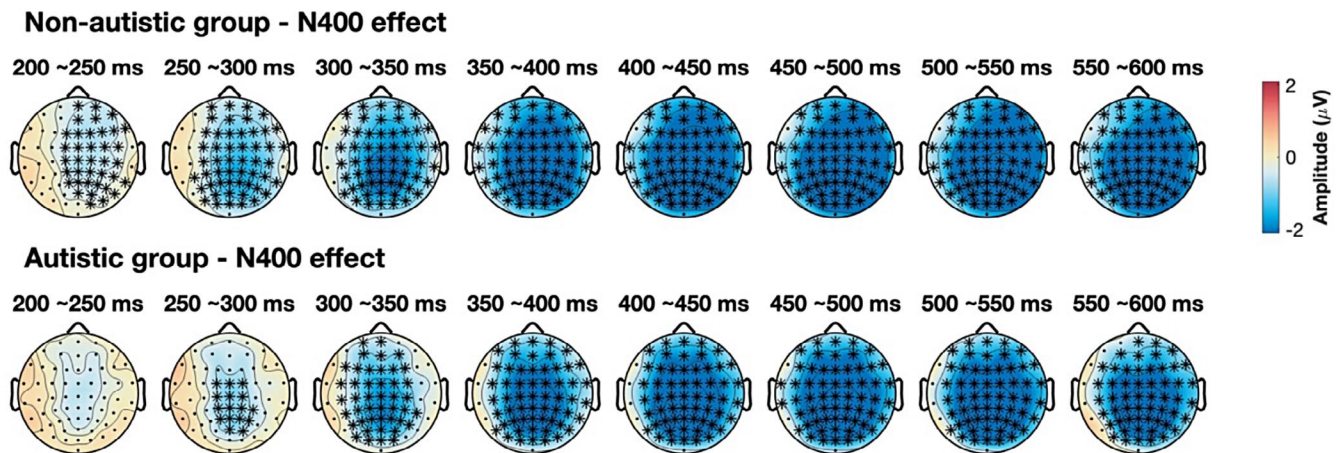 Non-autistic group - N400 effect
200 ~250 ms 250 ~300 ms 300 ~350 ms 350 ~400 ms 400 ~450 ms 450 ~500 ms 500 ~550 ms 550 ~600 ms
2
0
-2
Amplitude (μV)
Autistic group - N400 effect
200 ~250 ms 250 ~300 ms 300 ~350 ms 350 ~400 ms 400 ~450 ms 450 ~500 ms 500 ~550 ms 550 ~600 ms